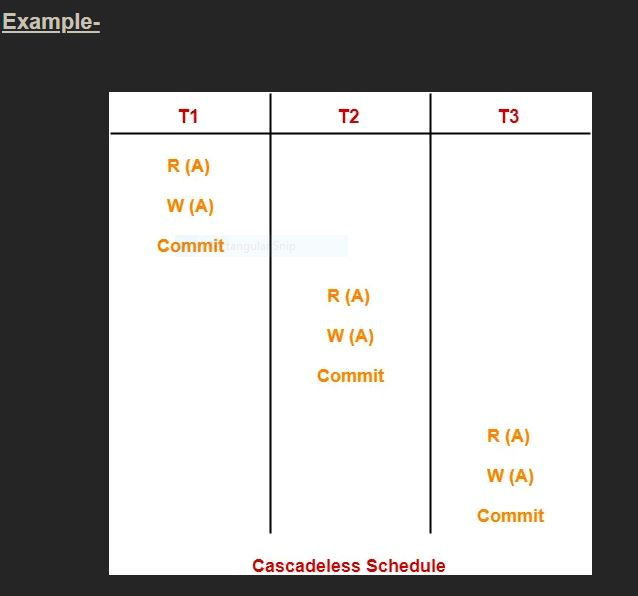 Example-
T1 T2 T3
R (A)
W (A)
Commit
R (A)
W (A)
Commit
R (A)
W (A)
Commit
Cascadeless Schedule